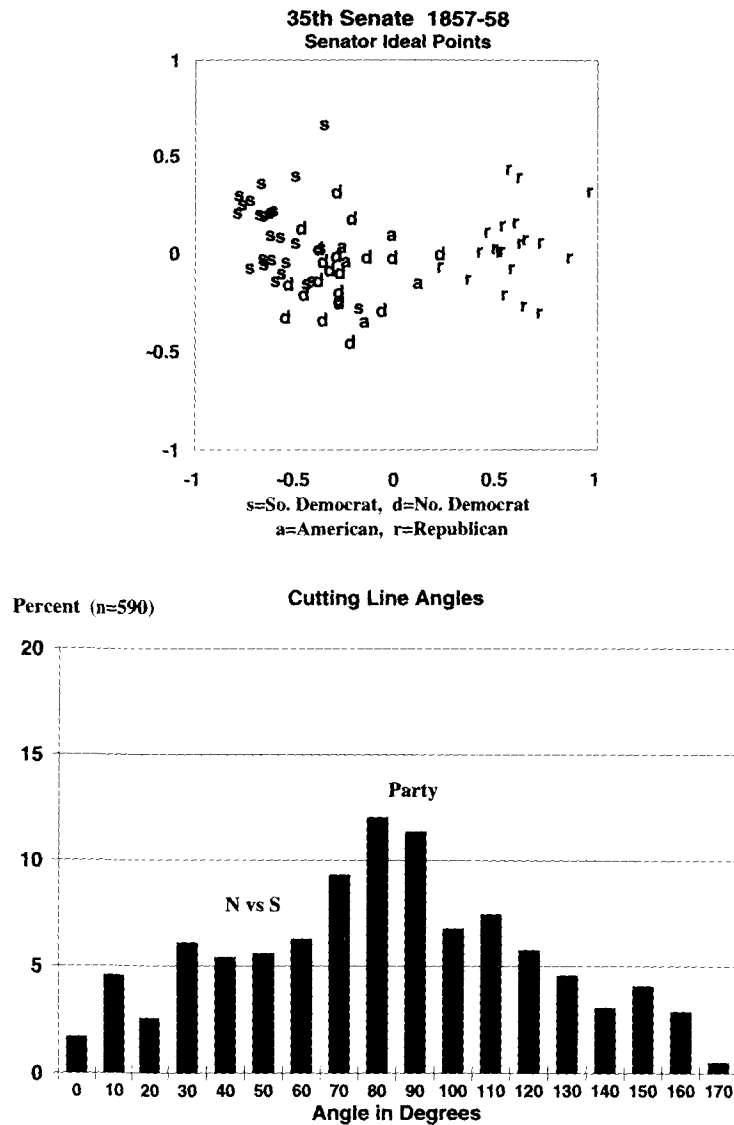 35th Senate 1857-58
Senator Ideal Points
1
0.5
0
-0.5
-1
-1 -0.5 0 0.5 1
s=So. Democrat, d=No. Democrat
a=American, r=Republican
Percent (n=590)
Cutting Line Angles
20
15
Party
10
N vs S
5
0
0 10 20 30 40 50 60 70 80 90 100 110 120 130 140 150 160 170
Angle in Degrees